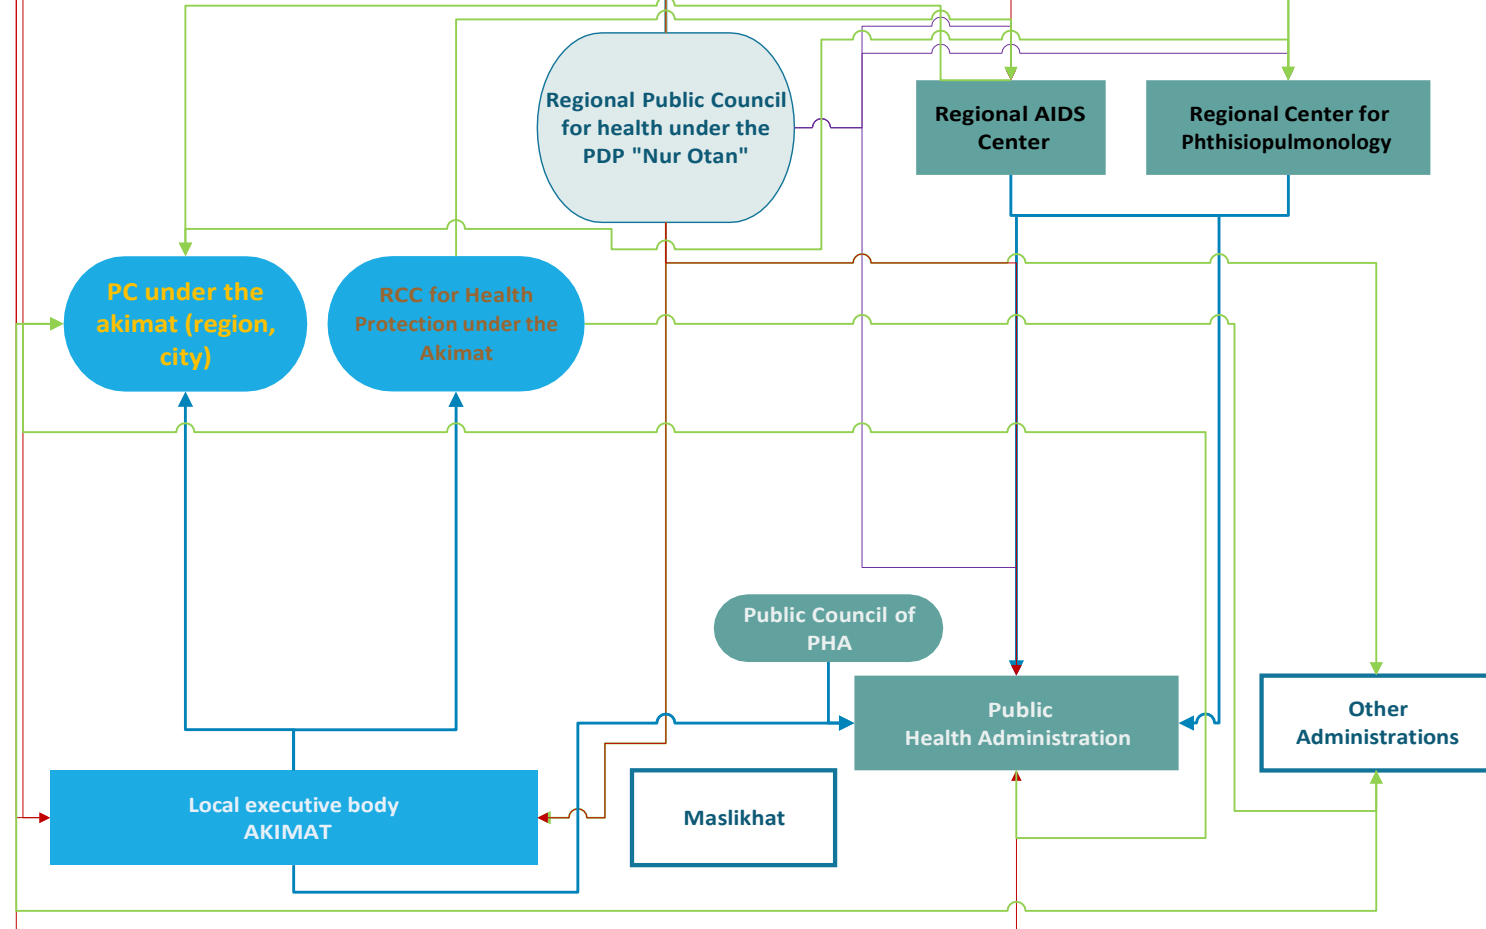 Regional Public Council
for health under the
PDP "Nur Otan"
Regional AIDS
Center
Regional Center for
Phthisiopulmonology
PC under the
akimat (region,
city)
RCC for Health
Protection under the
Akimat
Public Council of
PHA
Public
Health Administration
Other
Administrations
Local executive body
AKIMAT
Maslikhat